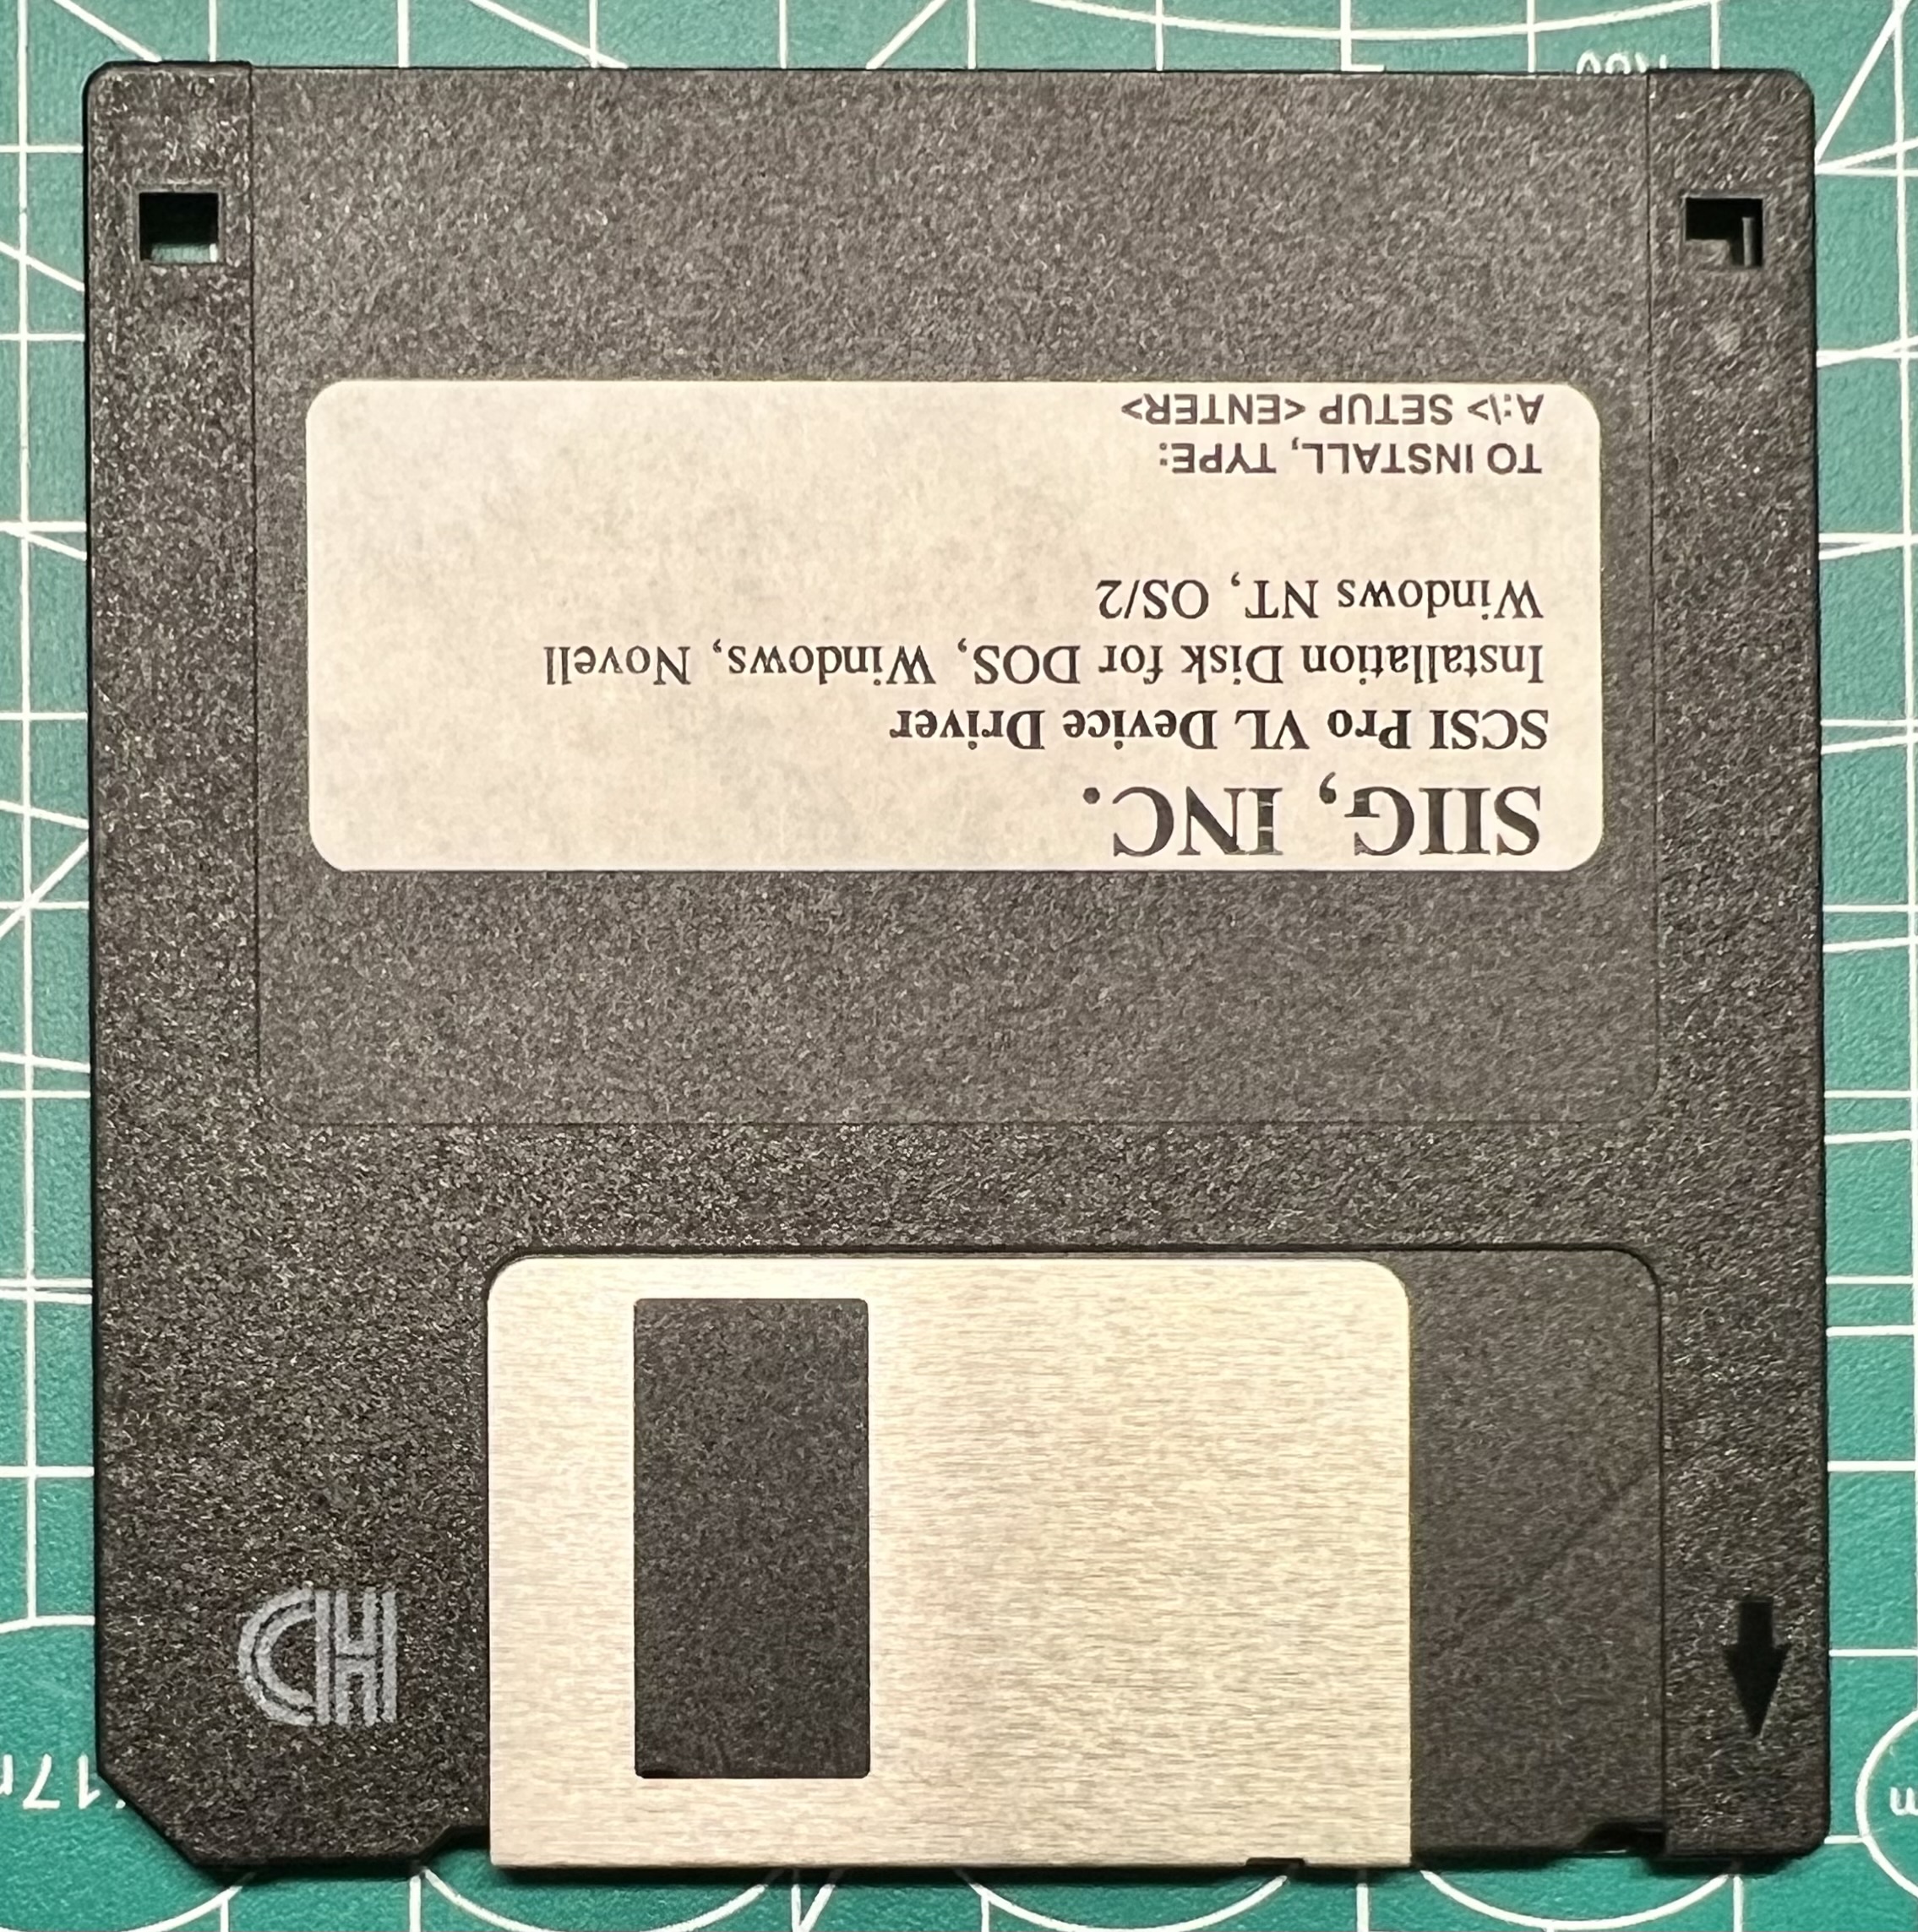 SIIG, INC.
SCSI Pro VL Device Driver
Installation Disk for DOS, Windows, Novell
Windows NT, OS/2
TO INSTALL, TYPE:
A:\> SETUP <ENTER>
HD